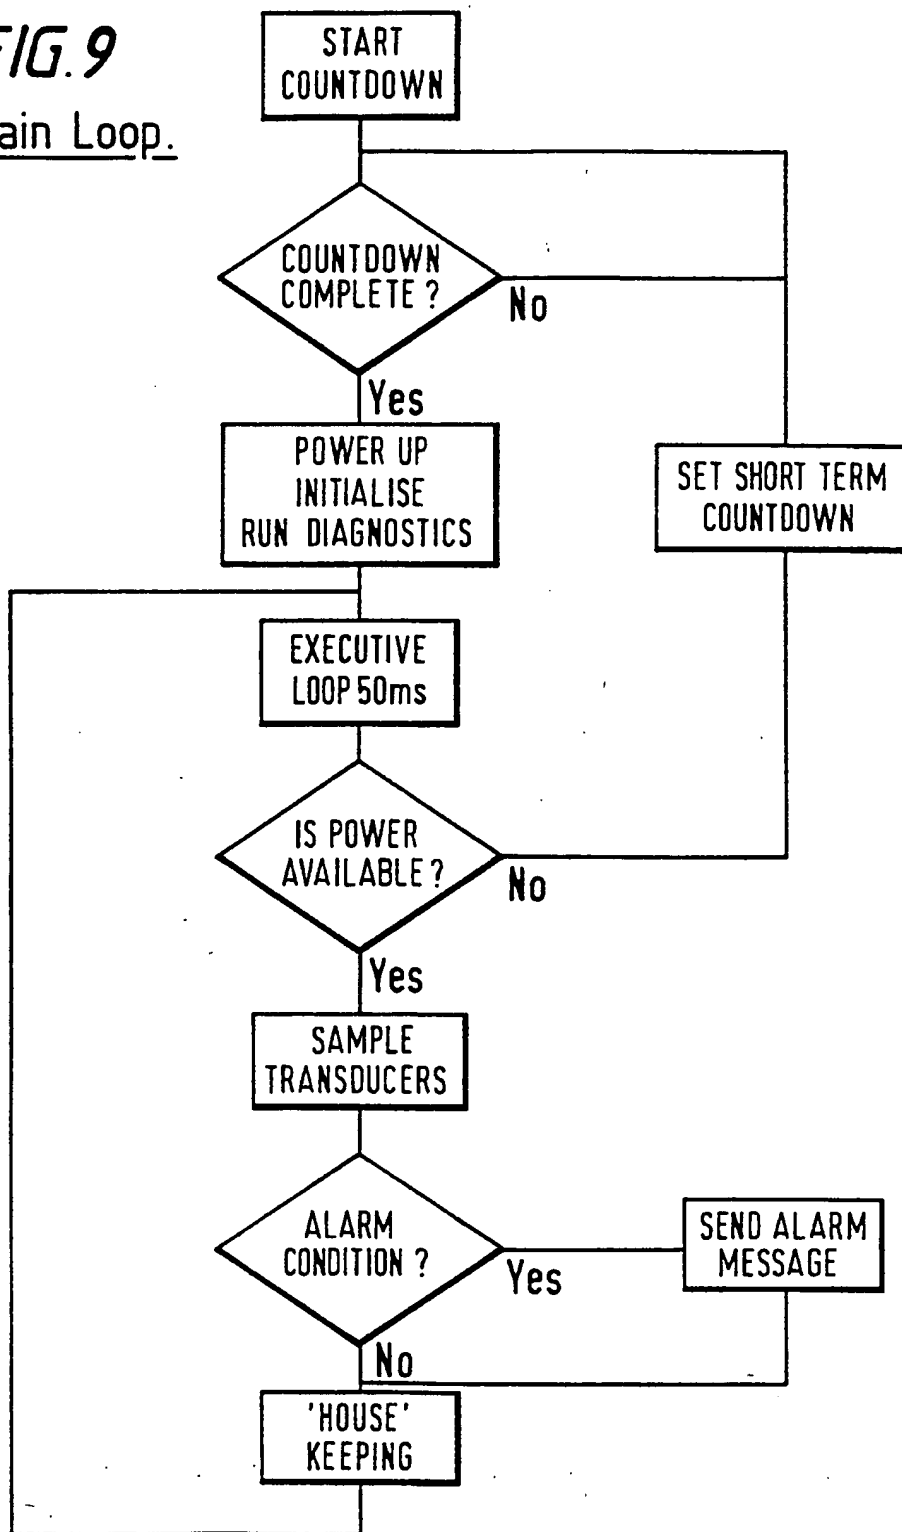 FIG. 9
ain Loop.
START
COUNTDOWN
COUNTDOWN
COMPLETE ?
No
Yes
POWER UP
INITIALISE
RUN DIAGNOSTICS
SET SHORT TERM
COUNTDOWN
EXECUTIVE
LOOP 50ms
IS POWER
AVAILABLE ?
No
Yes
SAMPLE
TRANSDUCERS
ALARM
CONDITION ?
Yes
SEND ALARM
MESSAGE
No
'HOUSE'
KEEPING